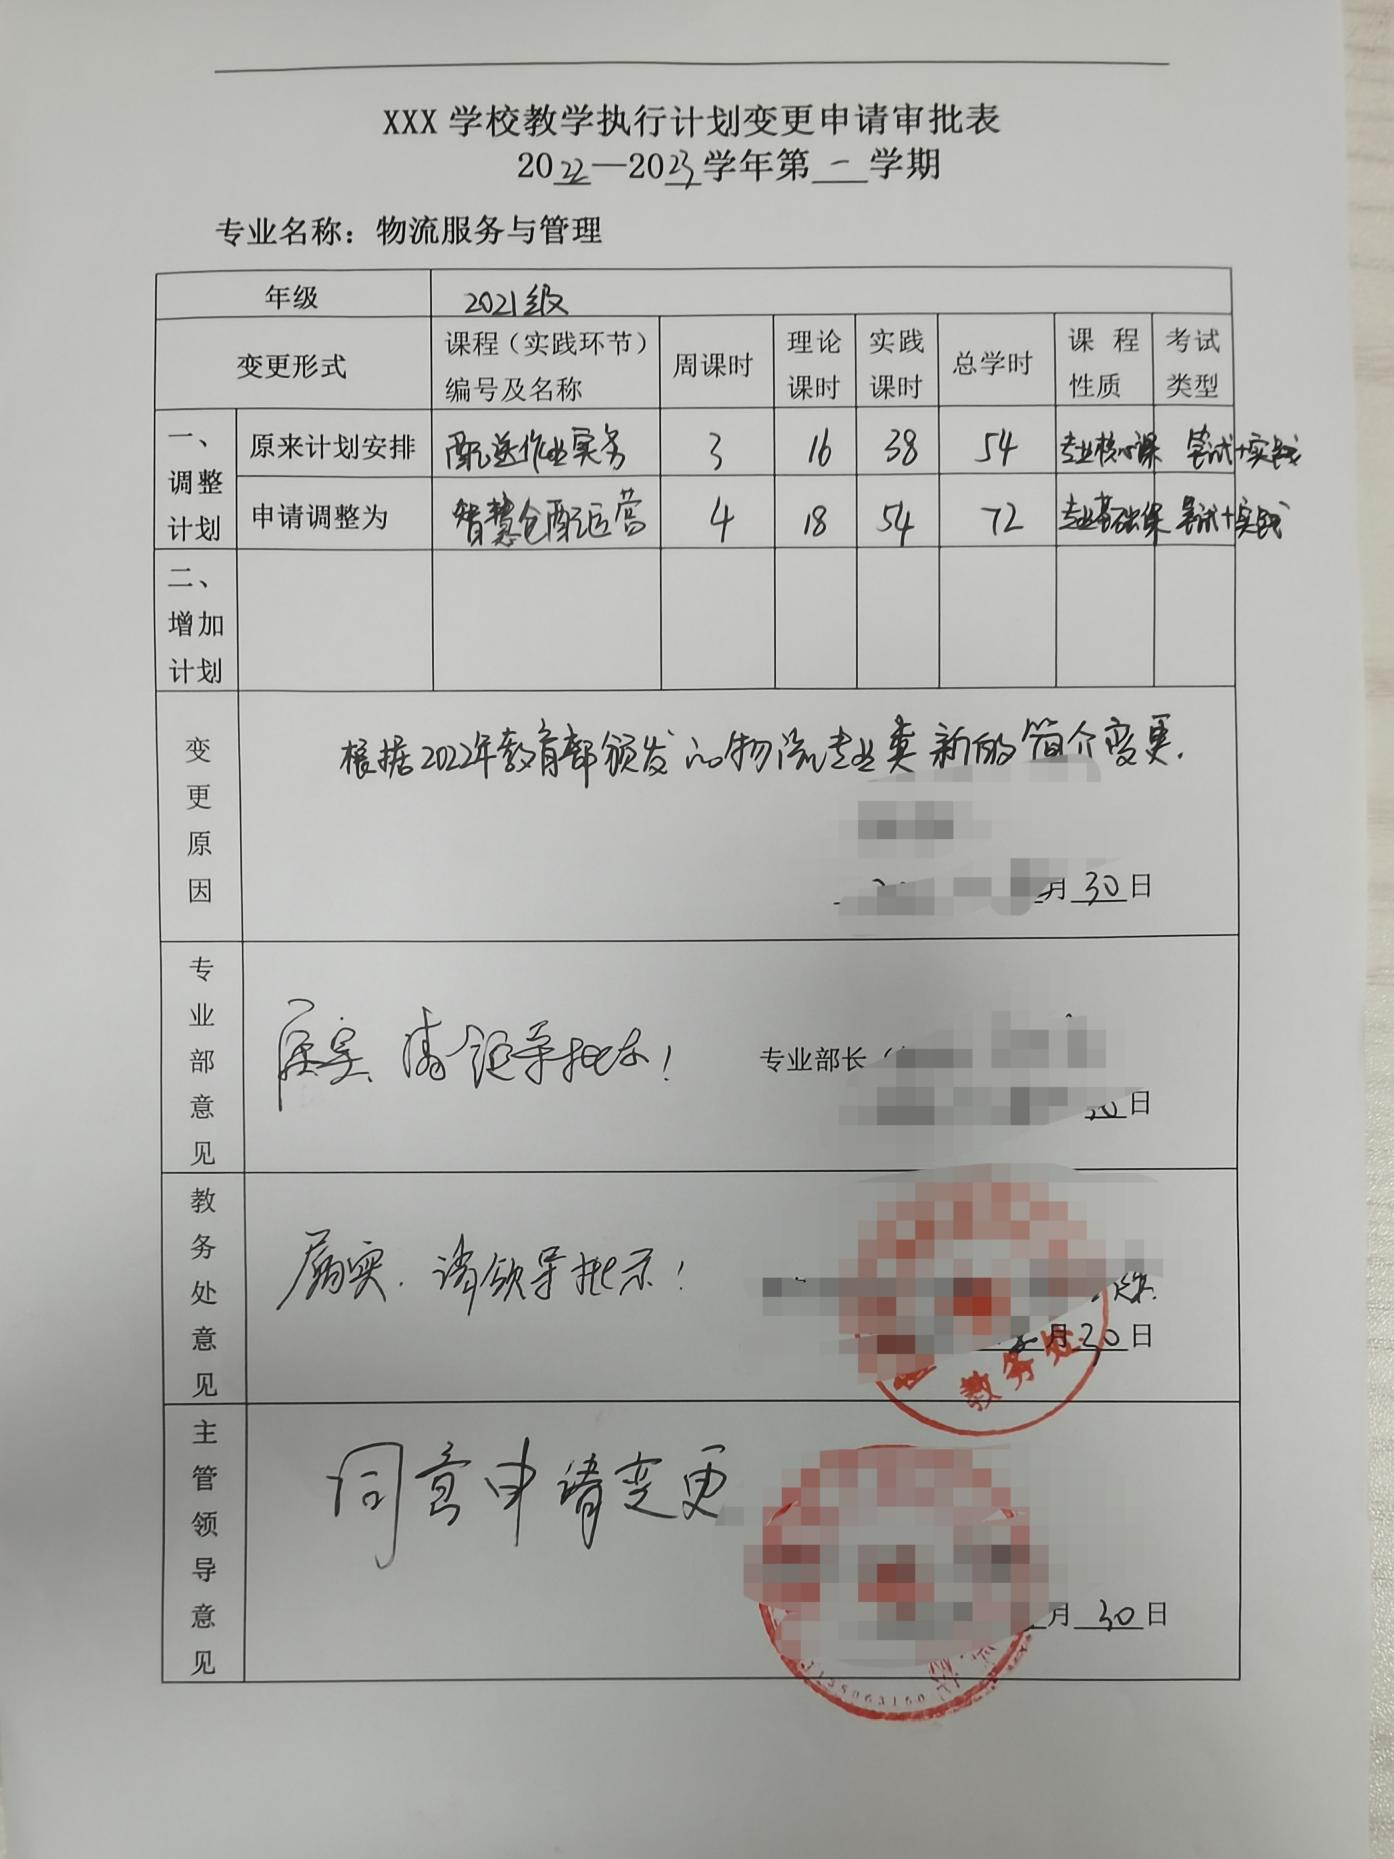 XXX 学校教学执行计划变更申请审批表
2022—2023学年第一学期
专业名称：物流服务与管理
年级 2021级
变更形式 课程（实践环节）编号及名称 周课时 理论课时 实践课时 总学时 课程性质 考试类型
一、调整计划 原来计划安排 配送作业实务 3 16 38 54 专业核心课 笔试+实践
申请调整为 智慧仓配运营 4 18 54 72 专业基础课 笔试+实践
二、增加计划
变更原因 根据2022年教育部颁发的物流专业类新的简介变更.
月30日
专业部意见 属实、请领导批示！ 专业部长
30日
教务处意见 属实.请领导批示！
月30日
教务处
主管领导意见 同意申请变更
月30日